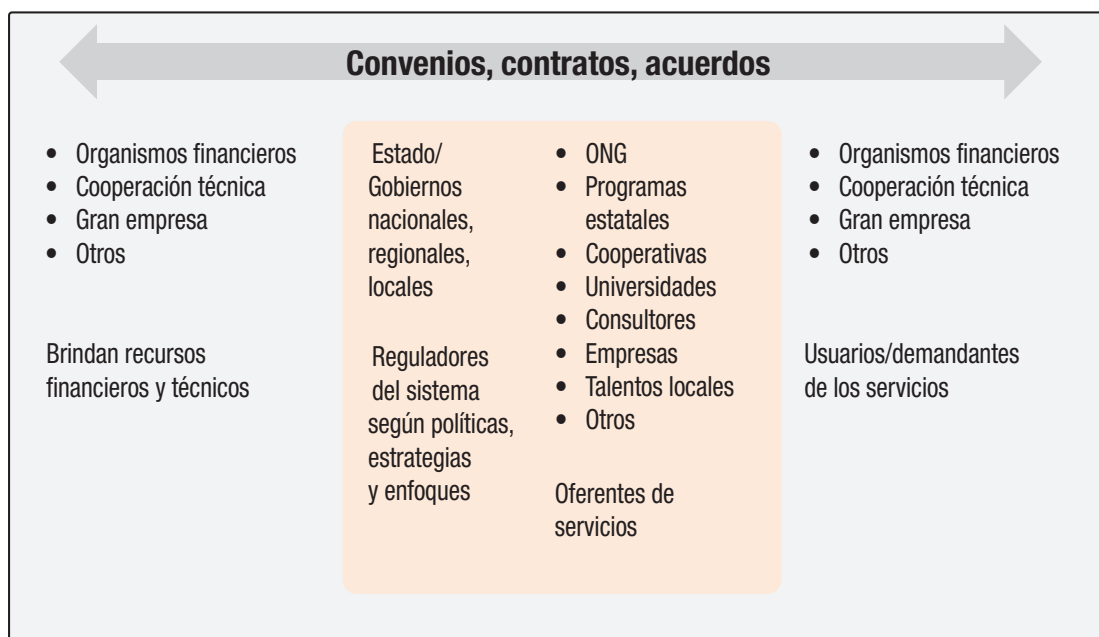 Convenios, contratos, acuerdos
• Organismos financieros
• Cooperación técnica
• Gran empresa
• Otros
Brindan recursos
financieros y técnicos
Estado/
Gobiernos
nacionales,
regionales,
locales
Reguladores
del sistema
según políticas,
estrategias
y enfoques
• ONG
• Programas
estatales
• Cooperativas
• Universidades
• Consultores
• Empresas
• Talentos locales
• Otros
Oferentes de
servicios
• Organismos financieros
• Cooperación técnica
• Gran empresa
• Otros
Usuarios/demandantes
de los servicios